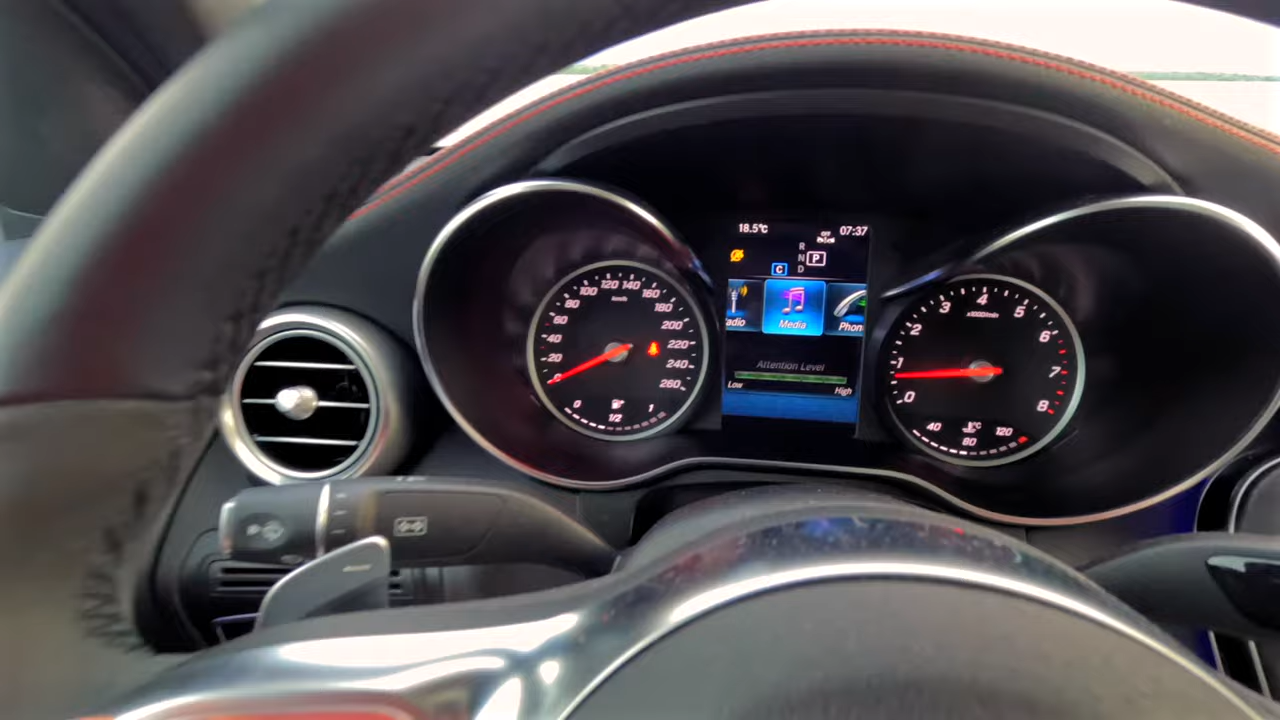 0
20
40
60
80
100
120
140
160
180
200
220
240
260
km/h
0
1/2
1
18.5°C
OFF
07:37
R
N
P
D
C
adio
Media
Phon
Attention Level
Low
High
0
1
2
3
4
5
6
7
8
x1000/min
40
80
120
°C